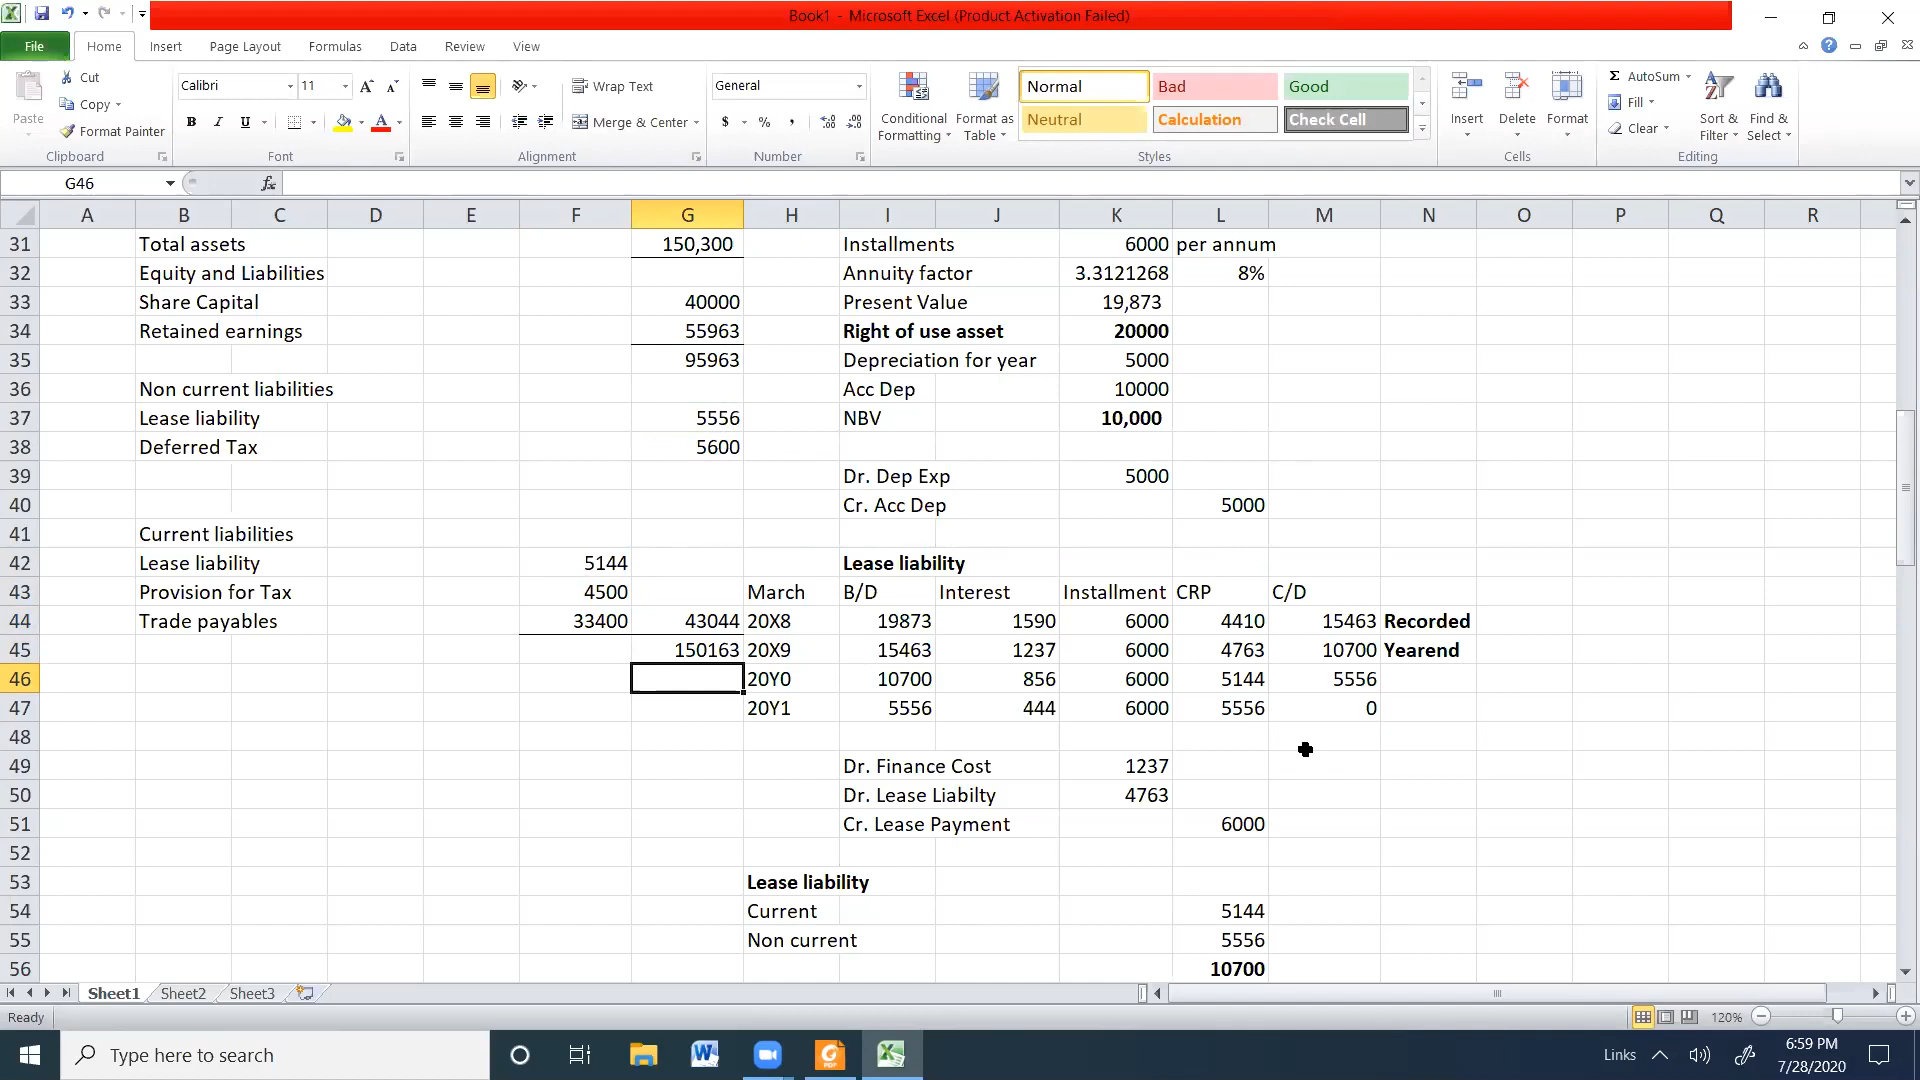 Book1 - Microsoft Excel (Product Activation Failed)
File Home Insert Page Layout Formulas Data Review View
Paste Cut Copy Format Painter Clipboard
Calibri 11 A A B I U A Font
Wrap Text Merge & Center Alignment
General $ % , Number
Conditional Formatting Format as Table Normal Bad Good Neutral Calculation Check Cell Styles
Insert Delete Format Cells
Σ AutoSum Fill Clear Sort & Filter Find & Select Editing
G46 fx
A B C D E F G H I J K L M N O P Q R
31 Total assets 150,300 Installments 6000 per annum
32 Equity and Liabilities Annuity factor 3.3121268 8%
33 Share Capital 40000 Present Value 19,873
34 Retained earnings 55963 Right of use asset 20000
35 95963 Depreciation for year 5000
36 Non current liabilities Acc Dep 10000
37 Lease liability 5556 NBV 10,000
38 Deferred Tax 5600
39 Dr. Dep Exp 5000
40 Cr. Acc Dep 5000
41 Current liabilities
42 Lease liability 5144 Lease liability
43 Provision for Tax 4500 March B/D Interest Installment CRP C/D
44 Trade payables 33400 43044 20X8 19873 1590 6000 4410 15463 Recorded
45 150163 20X9 15463 1237 6000 4763 10700 Yearend
46 20Y0 10700 856 6000 5144 5556
47 20Y1 5556 444 6000 5556 0
48
49 Dr. Finance Cost 1237
50 Dr. Lease Liabilty 4763
51 Cr. Lease Payment 6000
52
53 Lease liability
54 Current 5144
55 Non current 5556
56 10700
Sheet1 Sheet2 Sheet3
Ready 120%
Type here to search Links 6:59 PM
7/28/2020